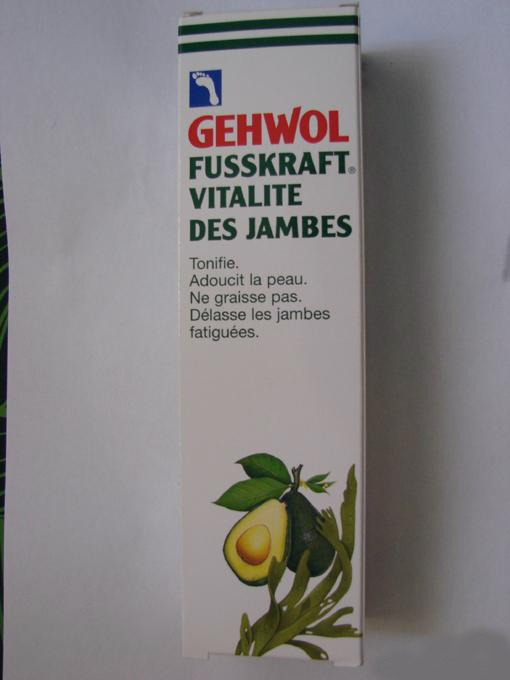 GEHWOL
FUSSKRAFT®
VITALITE
DES JAMBES
Tonifie.
Adoucit la peau.
Ne graisse pas.
Délasse les jambes
fatiguées.